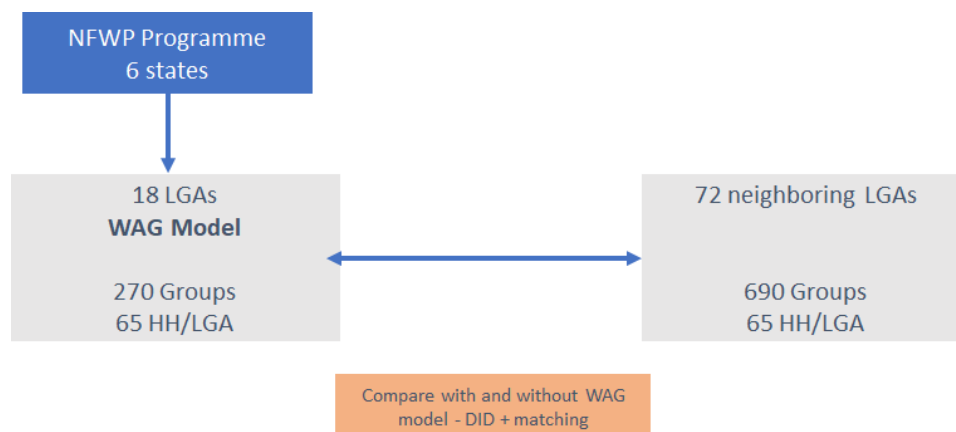 NFWP Programme
6 states
18 LGAs
WAG Model
270 Groups
65 HH/LGA
72 neighboring LGAs
690 Groups
65 HH/LGA
Compare with and without WAG
model - DID + matching